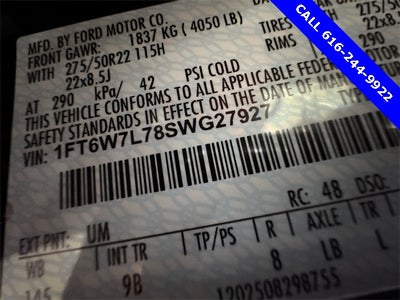 CALL 616-244-9922
MFD. BY FORD MOTOR CO.
FRONT GAWR: 1837 KG ( 4050 LB)
WITH 275/50R22 115H TIRES
22x8.5J RIMS
AT 290 kPa/ 42 PSI COLD
THIS VEHICLE CONFORMS TO ALL APPLICABLE FEDERAL
SAFETY STANDARDS IN EFFECT ON THE DATE OF
VIN: 1FT6W7L78SWG27927
RC: 48 DSO:
EXT PNT: UM
WB INT TR TP/PS R AXLE TR
145 9B 8 LB L
1202508298755